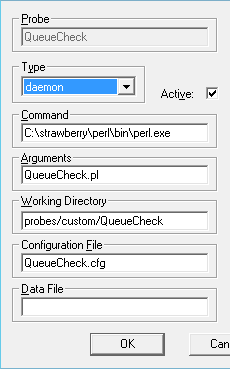 Probe
QueueCheck
Type
daemon
Active:
Command
C:\strawberry\perl\bin\perl.exe
Arguments
QueueCheck.pl
Working Directory
probes/custom/QueueCheck
Configuration File
QueueCheck.cfg
Data File
OK Can